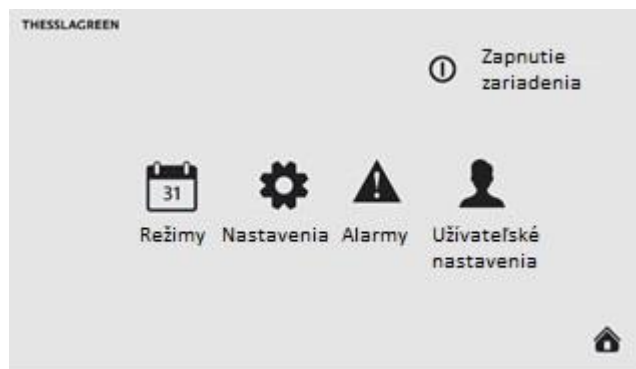 THESSLAGREEN
Zapnutie
zariadenia
31
Režimy Nastavenia Alarmy Užívateľské
nastavenia